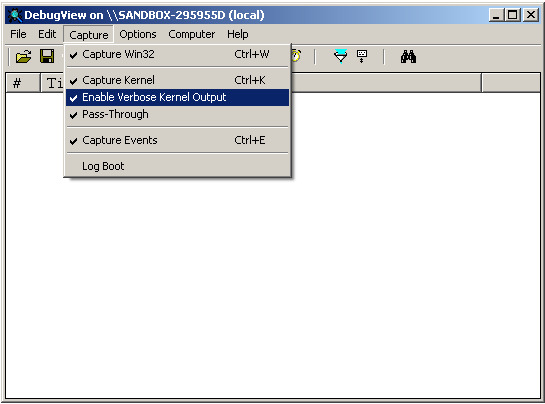 DebugView on \\SANDBOX-295955D (local)
File Edit Capture Options Computer Help
Capture Win32 Ctrl+W
Capture Kernel Ctrl+K
Enable Verbose Kernel Output
Pass-Through
Capture Events Ctrl+E
Log Boot
# Ti